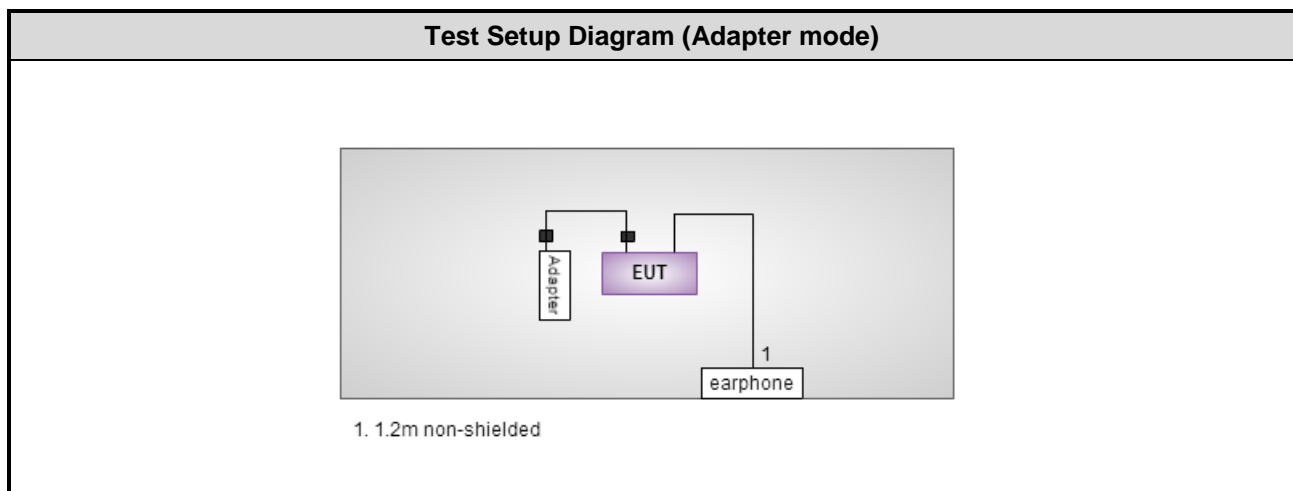 Test Setup Diagram (Adapter mode)
Adapter
EUT
1
earphone
1. 1.2m non-shielded